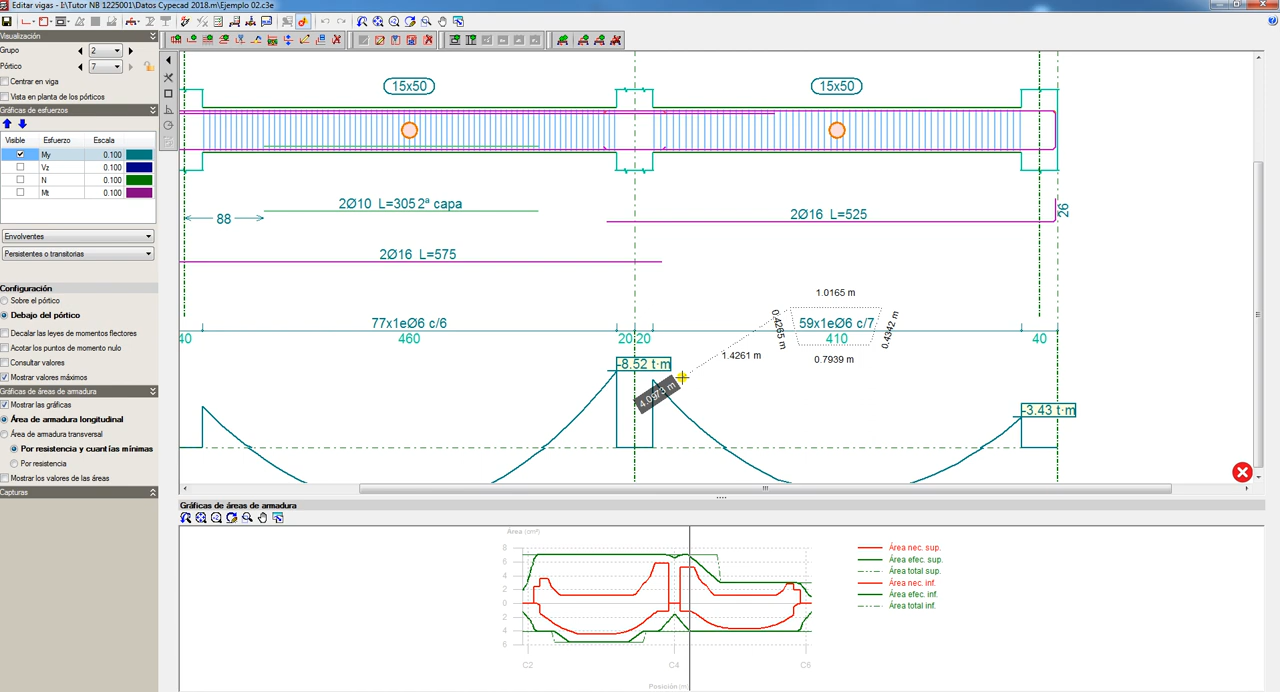 Editar vigas - E:\Tutor NB 1225001\Datos Cypecad 2018.m\Ejemplo 02.c3e
Visualización
Grupo 2
Pórtico 7
Centrar en viga
Vista en planta de los pórticos
Gráficas de esfuerzos
Visible Esfuerzo Escala
My 0.100
Vz 0.100
N 0.100
Mt 0.100
Envolventes
Persistentes o transitorias
Configuración
Sobre el pórtico
Debajo del pórtico
Decalar las leyes de momentos flectores
Acotar los puntos de momento nulo
Consultar valores
Mostrar valores máximos
Gráficas de áreas de armadura
Mostrar las gráficas
Área de armadura longitudinal
Área de armadura transversal
Por resistencia y cuantías mínimas
Por resistencia
Mostrar los valores de las áreas
Capturas
15x50 15x50
88
2Ø10 L=305 2ª capa
2Ø16 L=525
26
2Ø16 L=575
1.0165 m
0.4265 m
0.4342 m
0.7939 m
1.4261 m
4.0973 m
77x1eØ6 c/6
59x1eØ6 c/7
40 460 20 20 410 40
-8.52 t·m
-3.43 t·m
Gráficas de áreas de armadura
Área (cm²)
8
6
4
2
0
2
4
6
C2 C4 C6
Posición (m)
Área nec. sup.
Área efec. sup.
Área total sup.
Área nec. inf.
Área efec. inf.
Área total inf.